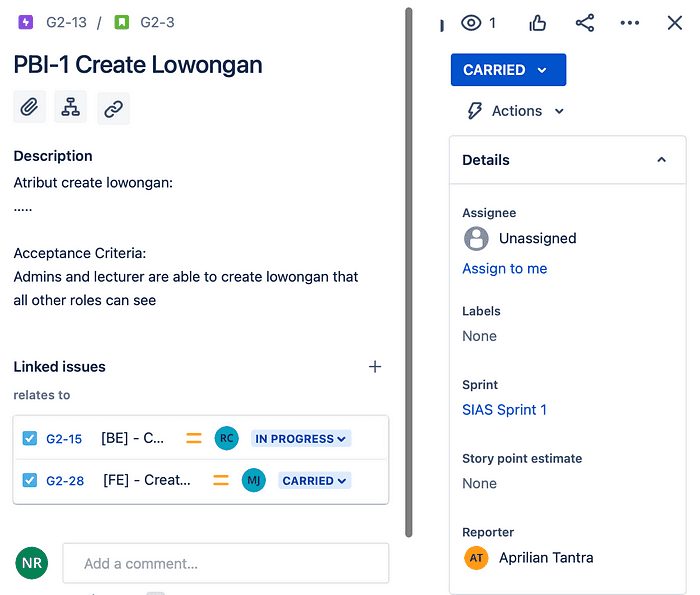 G2-13 / G2-3
PBI-1 Create Lowongan
Description
Atribut create lowongan:
.....
Acceptance Criteria:
Admins and lecturer are able to create lowongan that
all other roles can see
Linked issues
relates to
G2-15 [BE] - C... RC IN PROGRESS
G2-28 [FE] - Creat... MJ CARRIED
NR Add a comment...
1
CARRIED
Actions
Details
Assignee
Unassigned
Assign to me
Labels
None
Sprint
SIAS Sprint 1
Story point estimate
None
Reporter
AT Aprilian Tantra